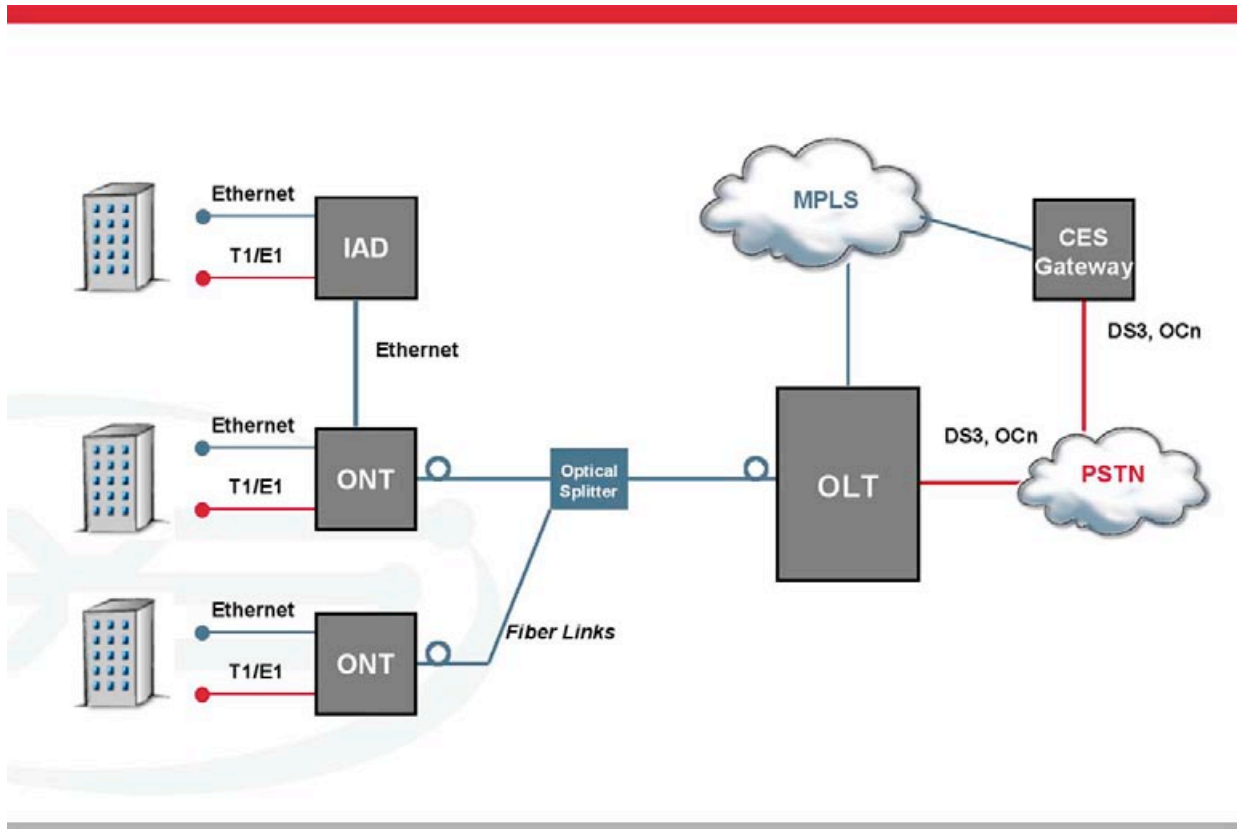 Ethernet
T1/E1
IAD
Ethernet
MPLS
CES
Gateway
DS3, OCn
Ethernet
T1/E1
ONT
Optical
Splitter
OLT
DS3, OCn
PSTN
Ethernet
T1/E1
ONT
Fiber Links